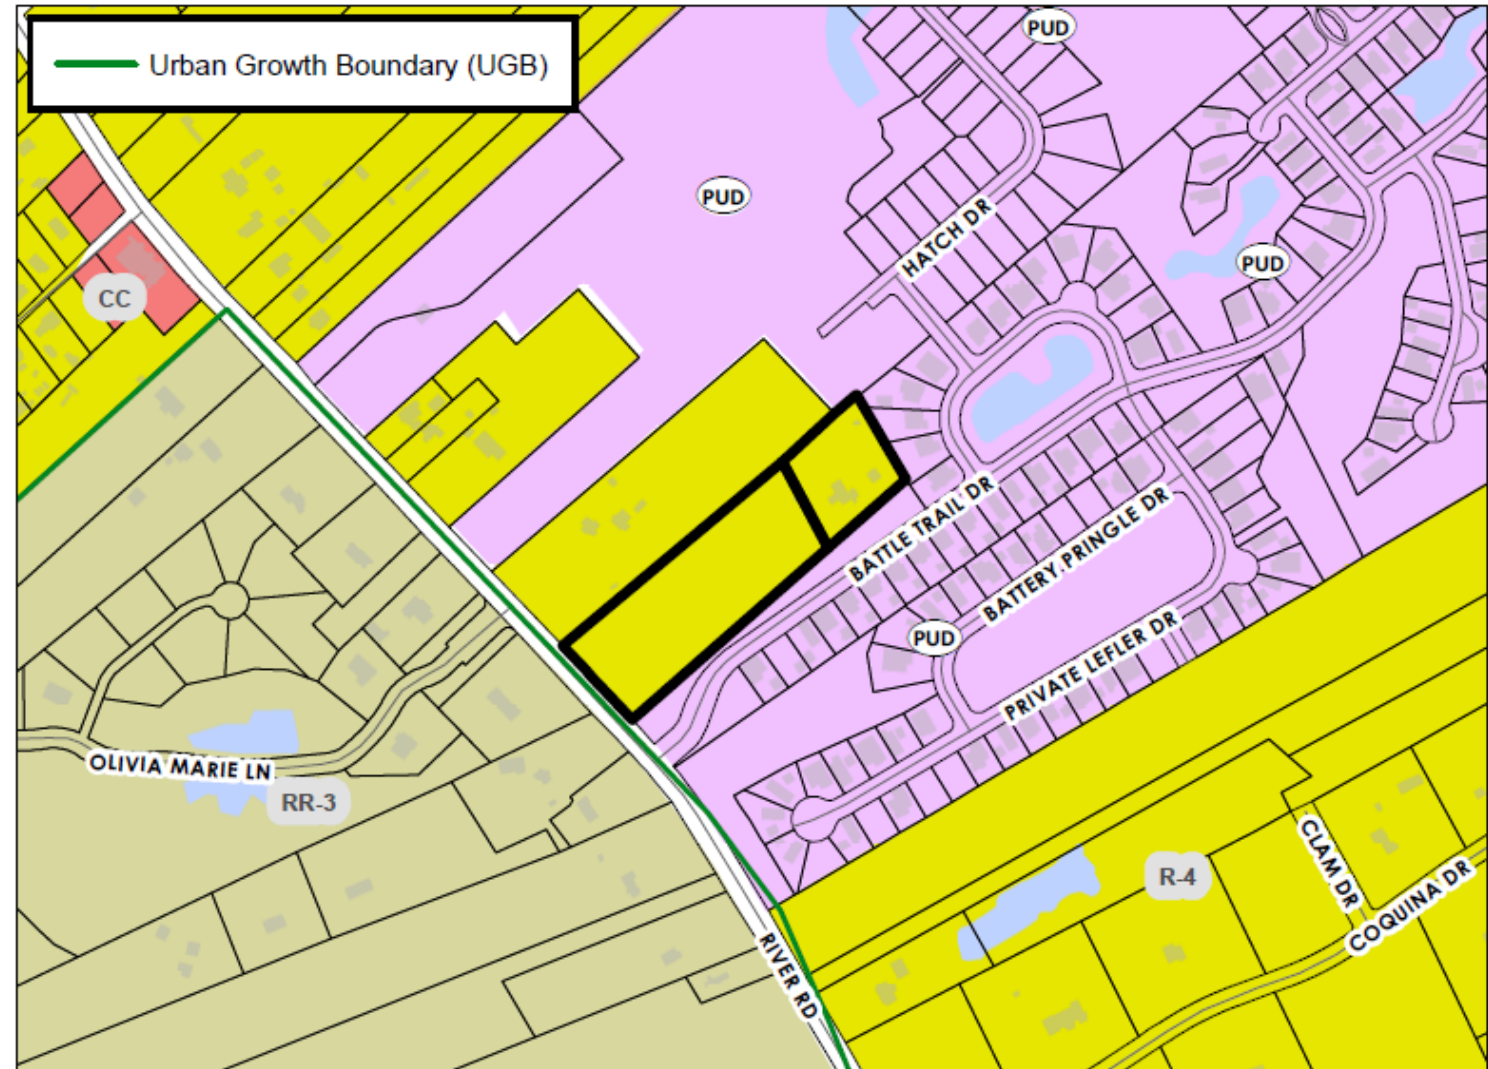 Urban Growth Boundary (UGB)
PUD
PUD
HATCH DR
PUD
CC
BATTLE TRAIL DR
BATTERY PRINGLE DR
PUD
PRIVATE LEFLER DR
OLIVIA MARIE LN
RR-3
R-4
CLAM DR
COQUINA DR
RIVER RD